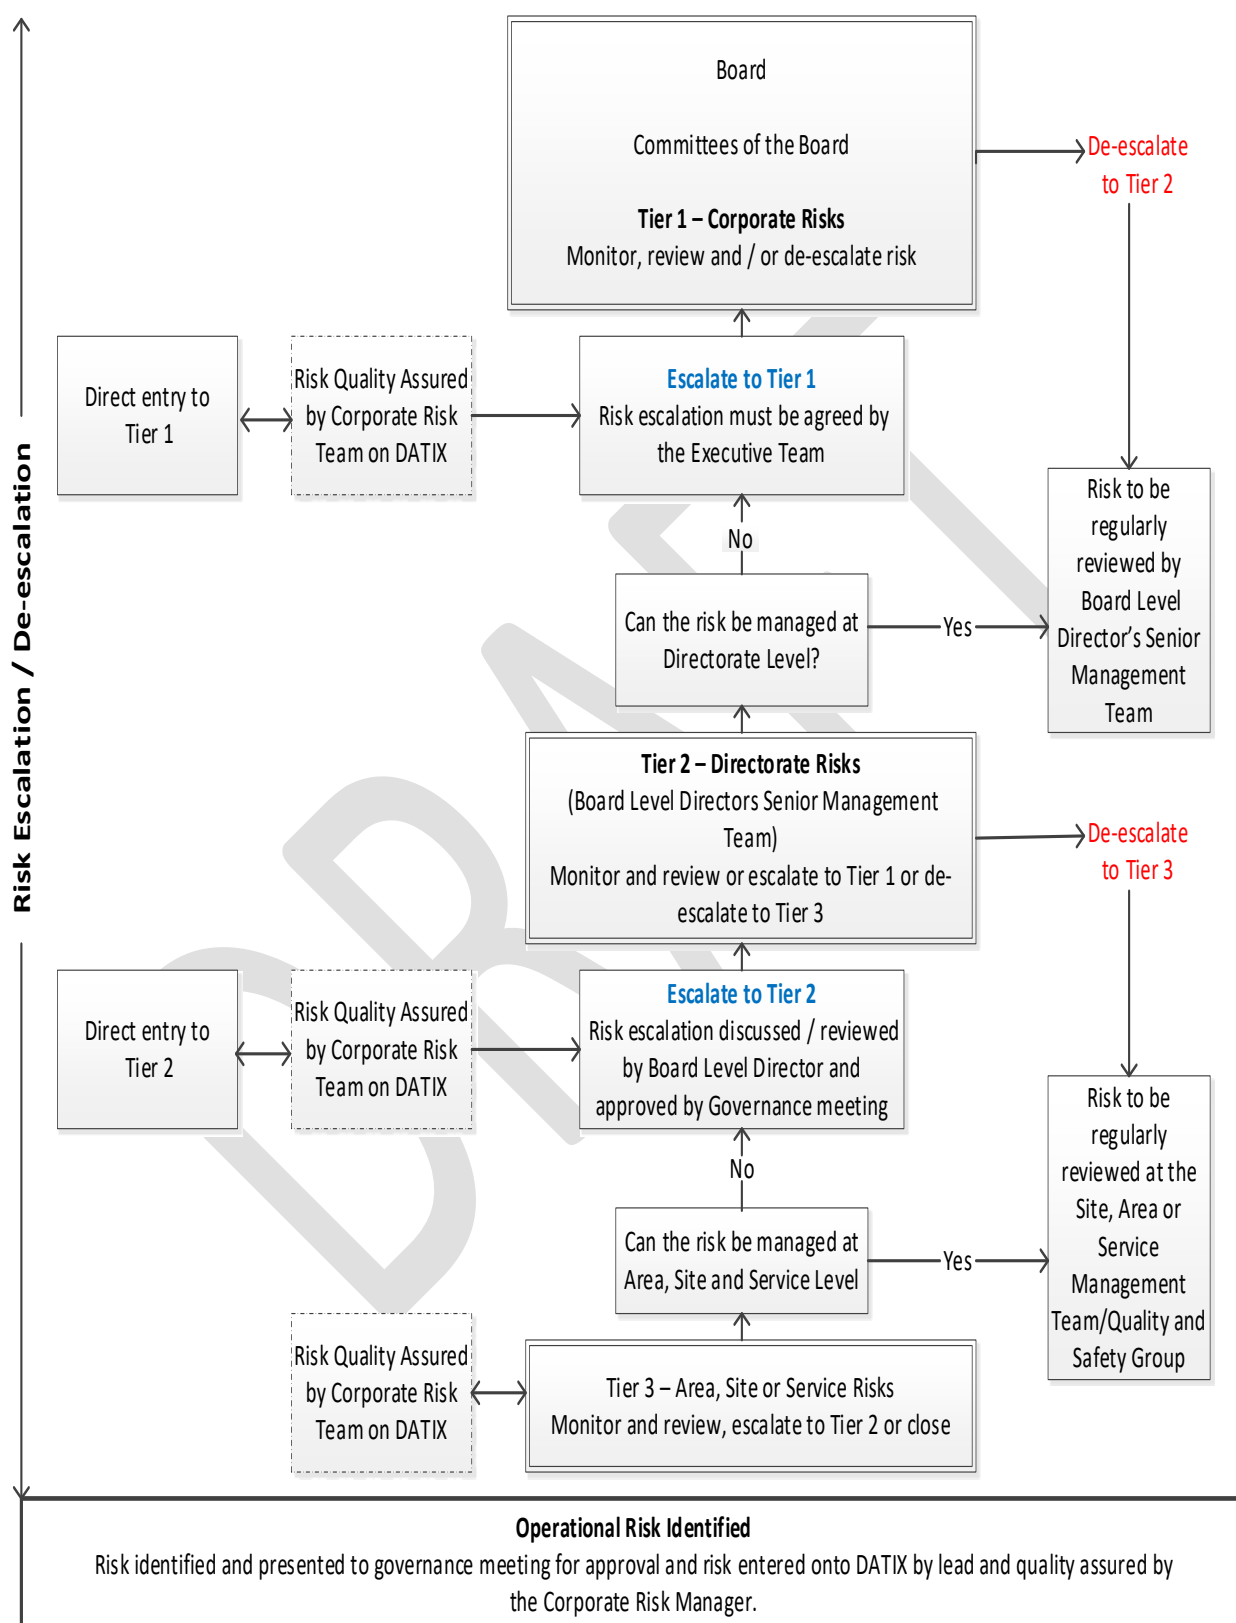 Board
Committees of the Board
Tier 1 – Corporate Risks
Monitor, review and / or de-escalate risk
De-escalate
to Tier 2
Direct entry to
Tier 1
Risk Quality Assured
by Corporate Risk
Team on DATIX
Escalate to Tier 1
Risk escalation must be agreed by
the Executive Team
No
Can the risk be managed at
Directorate Level?
Yes
Risk to be
regularly
reviewed by
Board Level
Director’s Senior
Management
Team
Risk Escalation / De-escalation
Tier 2 – Directorate Risks
(Board Level Directors Senior Management
Team)
Monitor and review or escalate to Tier 1 or de-
escalate to Tier 3
De-escalate
to Tier 3
Direct entry to
Tier 2
Risk Quality Assured
by Corporate Risk
Team on DATIX
Escalate to Tier 2
Risk escalation discussed / reviewed
by Board Level Director and
approved by Governance meeting
No
Can the risk be managed at
Area, Site and Service Level
Yes
Risk to be
regularly
reviewed at the
Site, Area or
Service
Management
Team/Quality and
Safety Group
Risk Quality Assured
by Corporate Risk
Team on DATIX
Tier 3 – Area, Site or Service Risks
Monitor and review, escalate to Tier 2 or close
Operational Risk Identified
Risk identified and presented to governance meeting for approval and risk entered onto DATIX by lead and quality assured by
the Corporate Risk Manager.
DRAFT